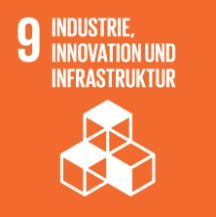 9 INDUSTRIE,
INNOVATION UND
INFRASTRUKTUR